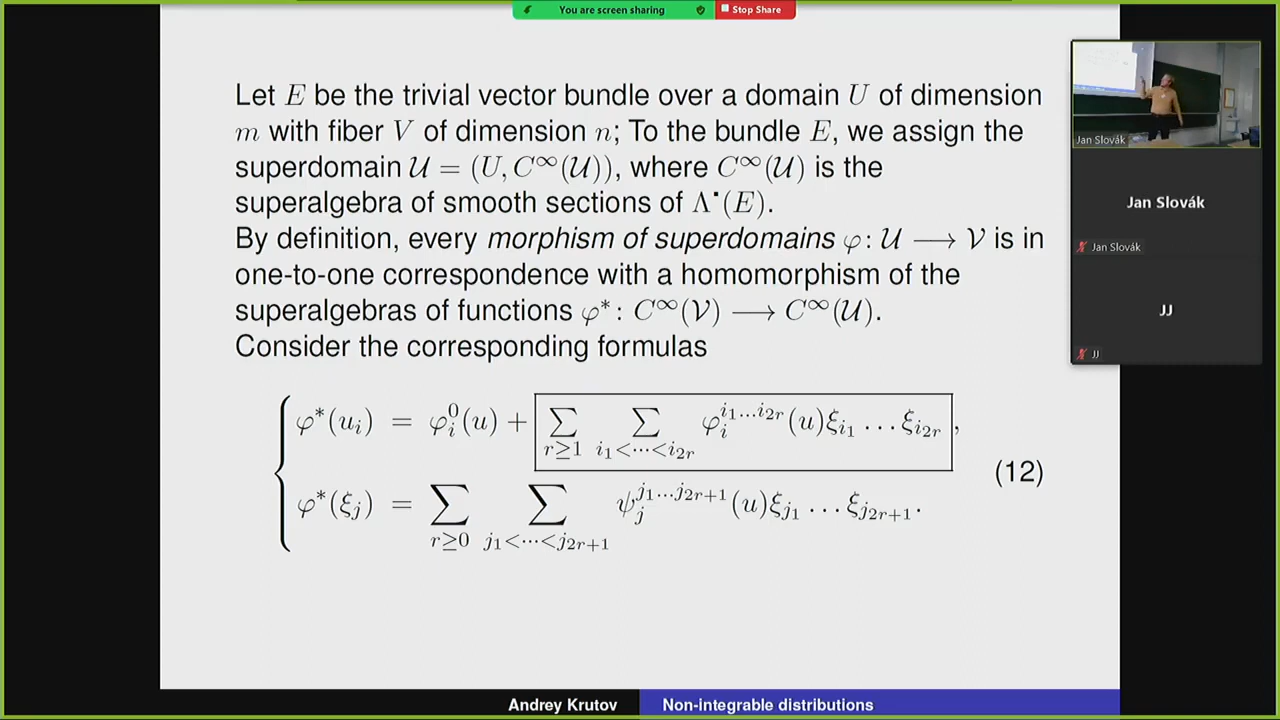 You are screen sharing
Stop Share
Let E be the trivial vector bundle over a domain U of dimension
m with fiber V of dimension n; To the bundle E, we assign the
superdomain 𝒰 = (U, C^∞(𝒰)), where C^∞(𝒰) is the
superalgebra of smooth sections of Λ^•(E).
By definition, every morphism of superdomains φ: 𝒰 ⟶ 𝒱 is in
one-to-one correspondence with a homomorphism of the
superalgebras of functions φ*: C^∞(𝒱) ⟶ C^∞(𝒰).
Consider the corresponding formulas
φ*(u_i) = φ_i^0(u) + ∑_{r≥1} ∑_{i_1<⋯<i_{2r}} φ_i^{i_1…i_{2r}}(u)ξ_{i_1} … ξ_{i_{2r}},
φ*(ξ_j) = ∑_{r≥0} ∑_{j_1<⋯<j_{2r+1}} ψ_j^{j_1…j_{2r+1}}(u)ξ_{j_1} … ξ_{j_{2r+1}}.
(12)
Andrey Krutov
Non-integrable distributions
Jan Slovák
Jan Slovák
Jan Slovák
JJ
JJ